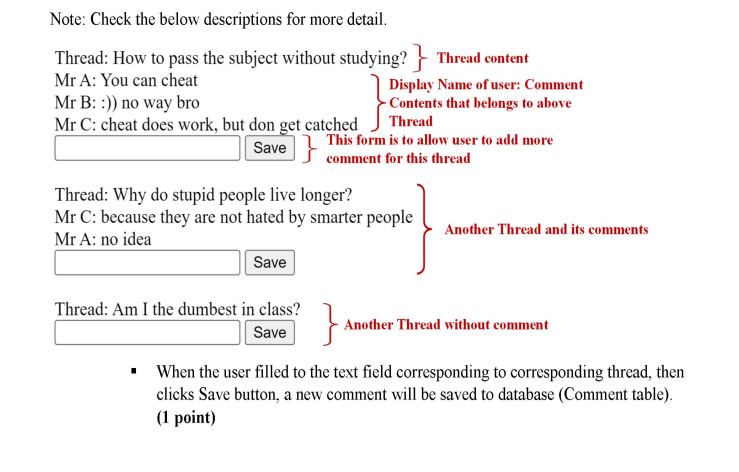 Note: Check the below descriptions for more detail.
Thread: How to pass the subject without studying?
Thread content
Mr A: You can cheat
Mr B: :)) no way bro
Mr C: cheat does work, but don get catched
Display Name of user: Comment
Contents that belongs to above
Thread
Save
This form is to allow user to add more
comment for this thread
Thread: Why do stupid people live longer?
Mr C: because they are not hated by smarter people
Mr A: no idea
Save
Another Thread and its comments
Thread: Am I the dumbest in class?
Save
Another Thread without comment
▪ When the user filled to the text field corresponding to corresponding thread, then
clicks Save button, a new comment will be saved to database (Comment table).
(1 point)